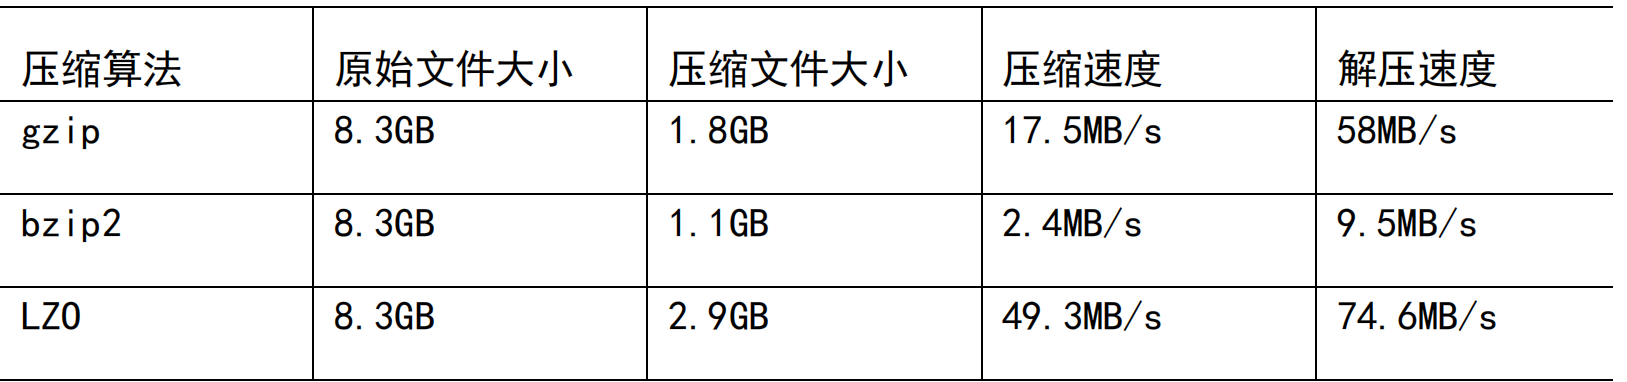 压缩算法 原始文件大小 压缩文件大小 压缩速度 解压速度
gzip 8.3GB 1.8GB 17.5MB/s 58MB/s
bzip2 8.3GB 1.1GB 2.4MB/s 9.5MB/s
LZO 8.3GB 2.9GB 49.3MB/s 74.6MB/s